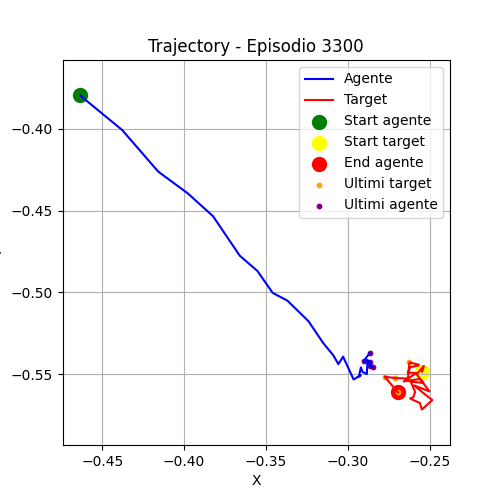 Trajectory - Episodio 3300
Agente
Target
Start agente
Start target
End agente
Ultimi target
Ultimi agente
−0.40
−0.45
−0.50
−0.55
−0.45
−0.40
−0.35
−0.30
−0.25
X